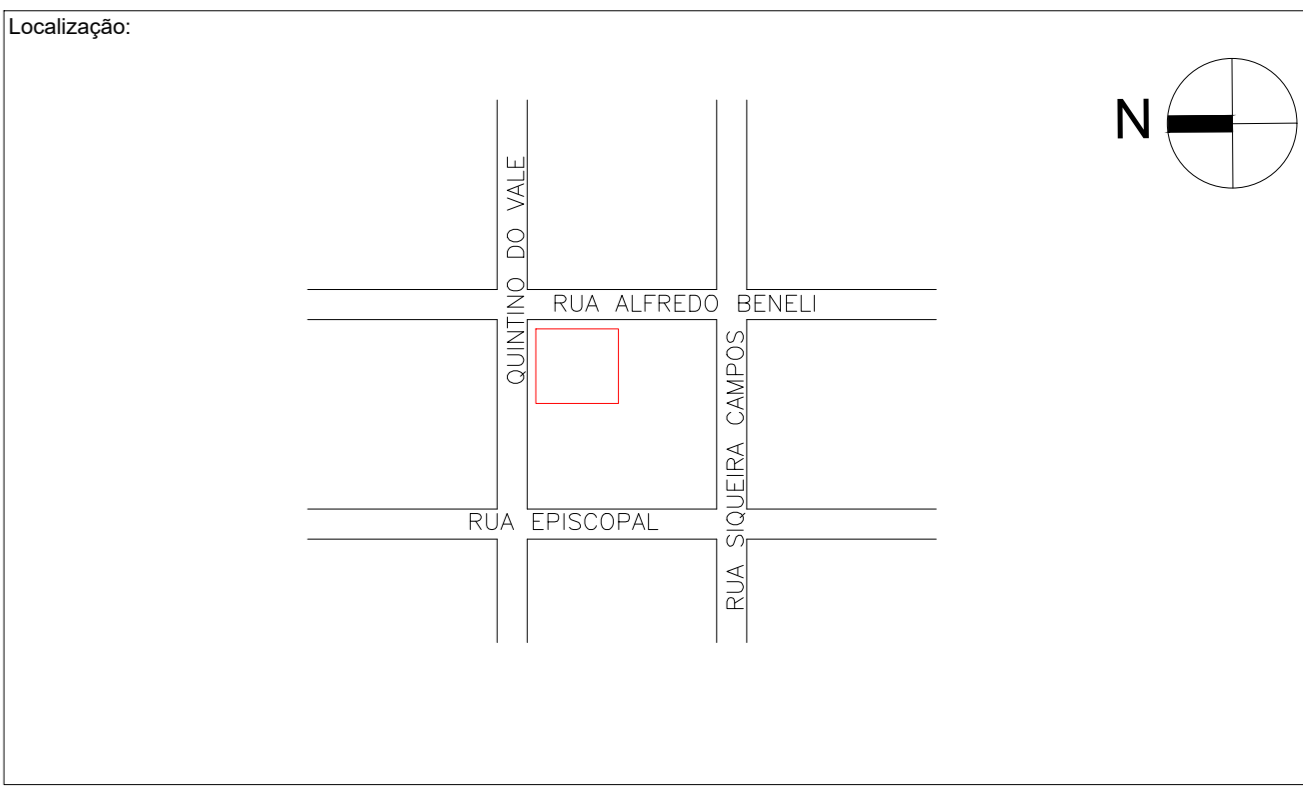 Localização:
N
QUINTINO DO VALE
RUA ALFREDO BENELI
RUA SIQUEIRA CAMPOS
RUA EPISCOPAL